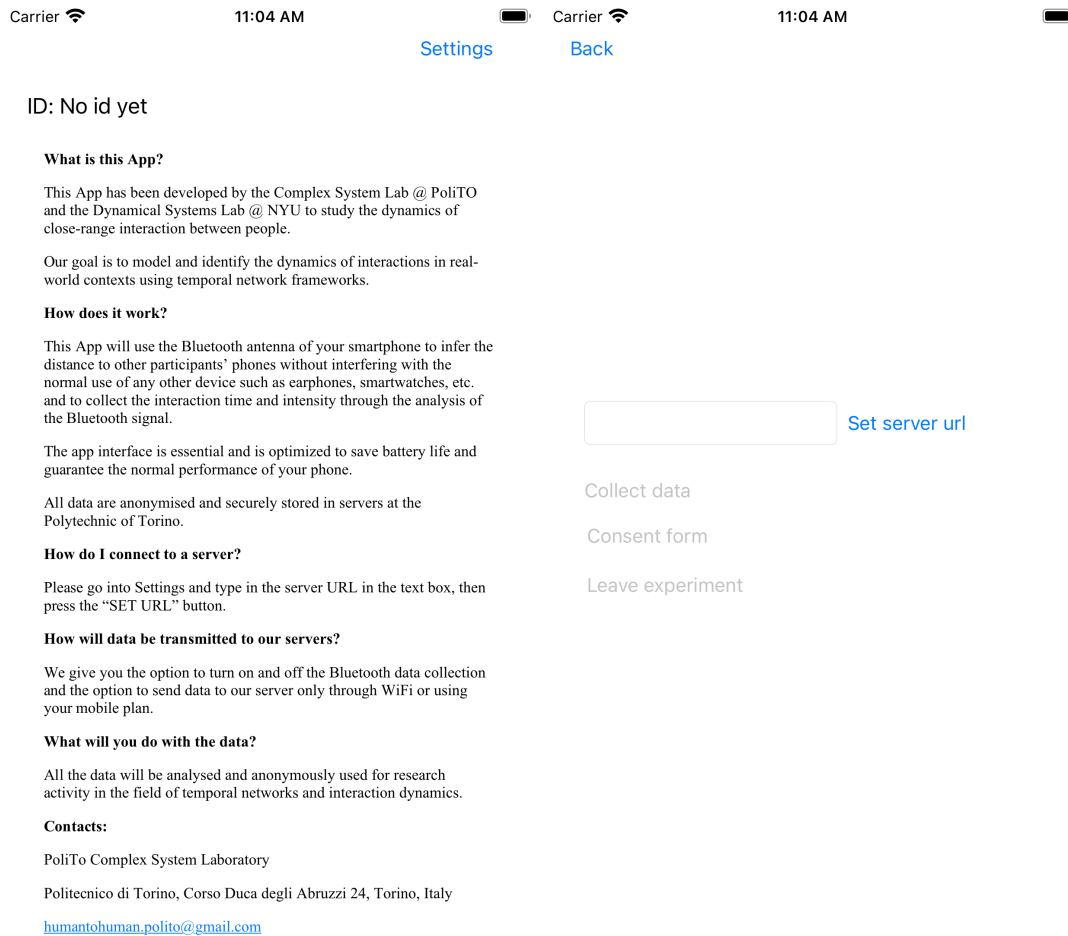 Carrier
11:04 AM
Settings
ID: No id yet
What is this App?
This App has been developed by the Complex System Lab @ PoliTO
and the Dynamical Systems Lab @ NYU to study the dynamics of
close-range interaction between people.
Our goal is to model and identify the dynamics of interactions in real-
world contexts using temporal network frameworks.
How does it work?
This App will use the Bluetooth antenna of your smartphone to infer the
distance to other participants’ phones without interfering with the
normal use of any other device such as earphones, smartwatches, etc.
and to collect the interaction time and intensity through the analysis of
the Bluetooth signal.
The app interface is essential and is optimized to save battery life and
guarantee the normal performance of your phone.
All data are anonymised and securely stored in servers at the
Polytechnic of Torino.
How do I connect to a server?
Please go into Settings and type in the server URL in the text box, then
press the “SET URL” button.
How will data be transmitted to our servers?
We give you the option to turn on and off the Bluetooth data collection
and the option to send data to our server only through WiFi or using
your mobile plan.
What will you do with the data?
All the data will be analysed and anonymously used for research
activity in the field of temporal networks and interaction dynamics.
Contacts:
PoliTo Complex System Laboratory
Politecnico di Torino, Corso Duca degli Abruzzi 24, Torino, Italy
humantohuman.polito@gmail.com
Carrier
11:04 AM
Back
Set server url
Collect data
Consent form
Leave experiment